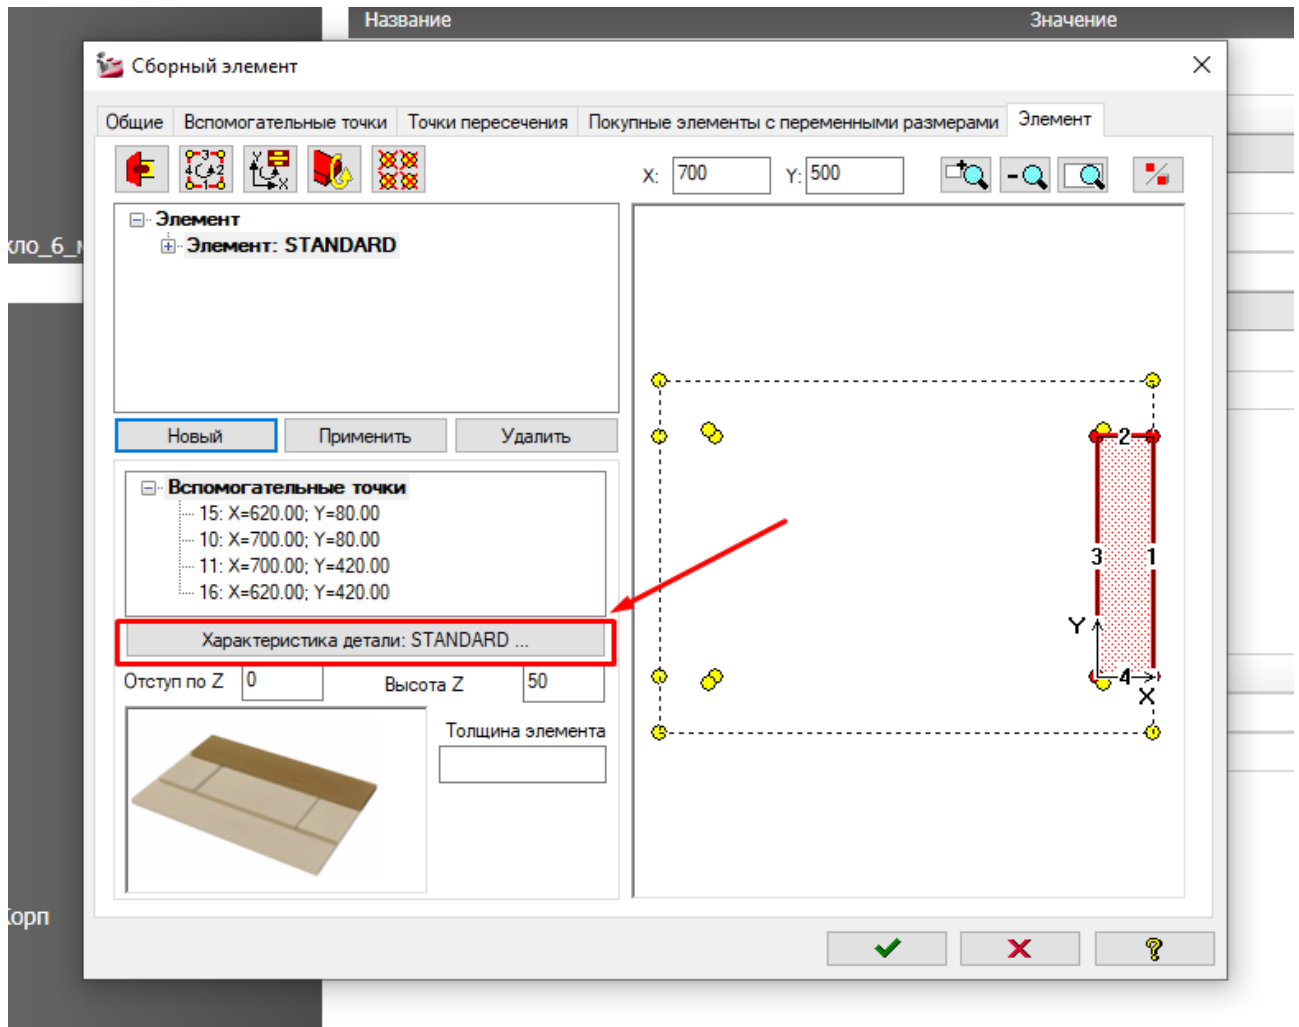 Название Значение
Сборный элемент
Общие Вспомогательные точки Точки пересечения Покупные элементы с переменными размерами Элемент
X: 700 Y: 500
Элемент
Элемент: STANDARD
кло_6_м
Новый Применить Удалить
Вспомогательные точки
15: X=620.00; Y=80.00
10: X=700.00; Y=80.00
11: X=700.00; Y=420.00
16: X=620.00; Y=420.00
Характеристика детали: STANDARD ...
Отступ по Z 0 Высота Z 50
Толщина элемента
2
3 1
Y
4
X
Корп